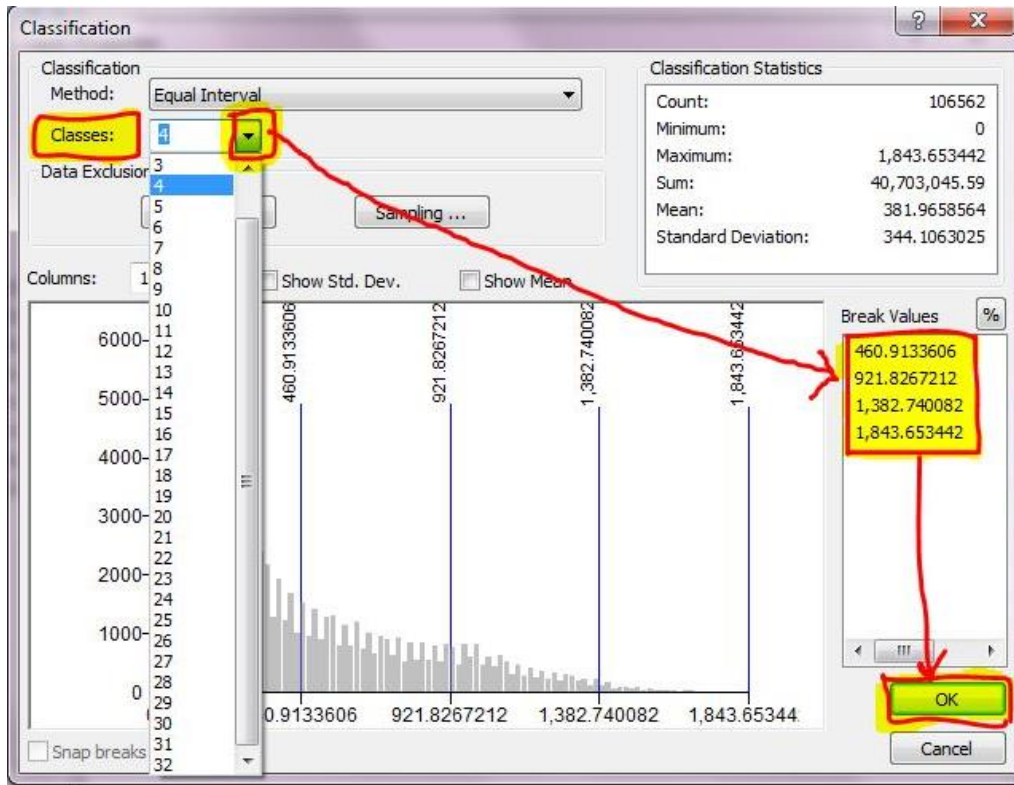 Classification
Classification
Method: Equal Interval
Classes: 4
3
4
5
6
7
8
9
10
11
12
13
14
15
16
17
18
19
20
21
22
23
24
25
26
27
28
29
30
31
32
Data Exclusion
Sampling ...
Classification Statistics
Count: 106562
Minimum: 0
Maximum: 1,843.653442
Sum: 40,703,045.59
Mean: 381.9658564
Standard Deviation: 344.1063025
Columns: 1
Show Std. Dev.
Show Mean
6000
5000
4000
3000
2000
1000
0
460.9133606
921.8267212
1,382.740082
1,843.653442
0.9133606 921.8267212 1,382.740082 1,843.65344
Break Values %
460.9133606
921.8267212
1,382.740082
1,843.653442
Snap breaks
OK
Cancel